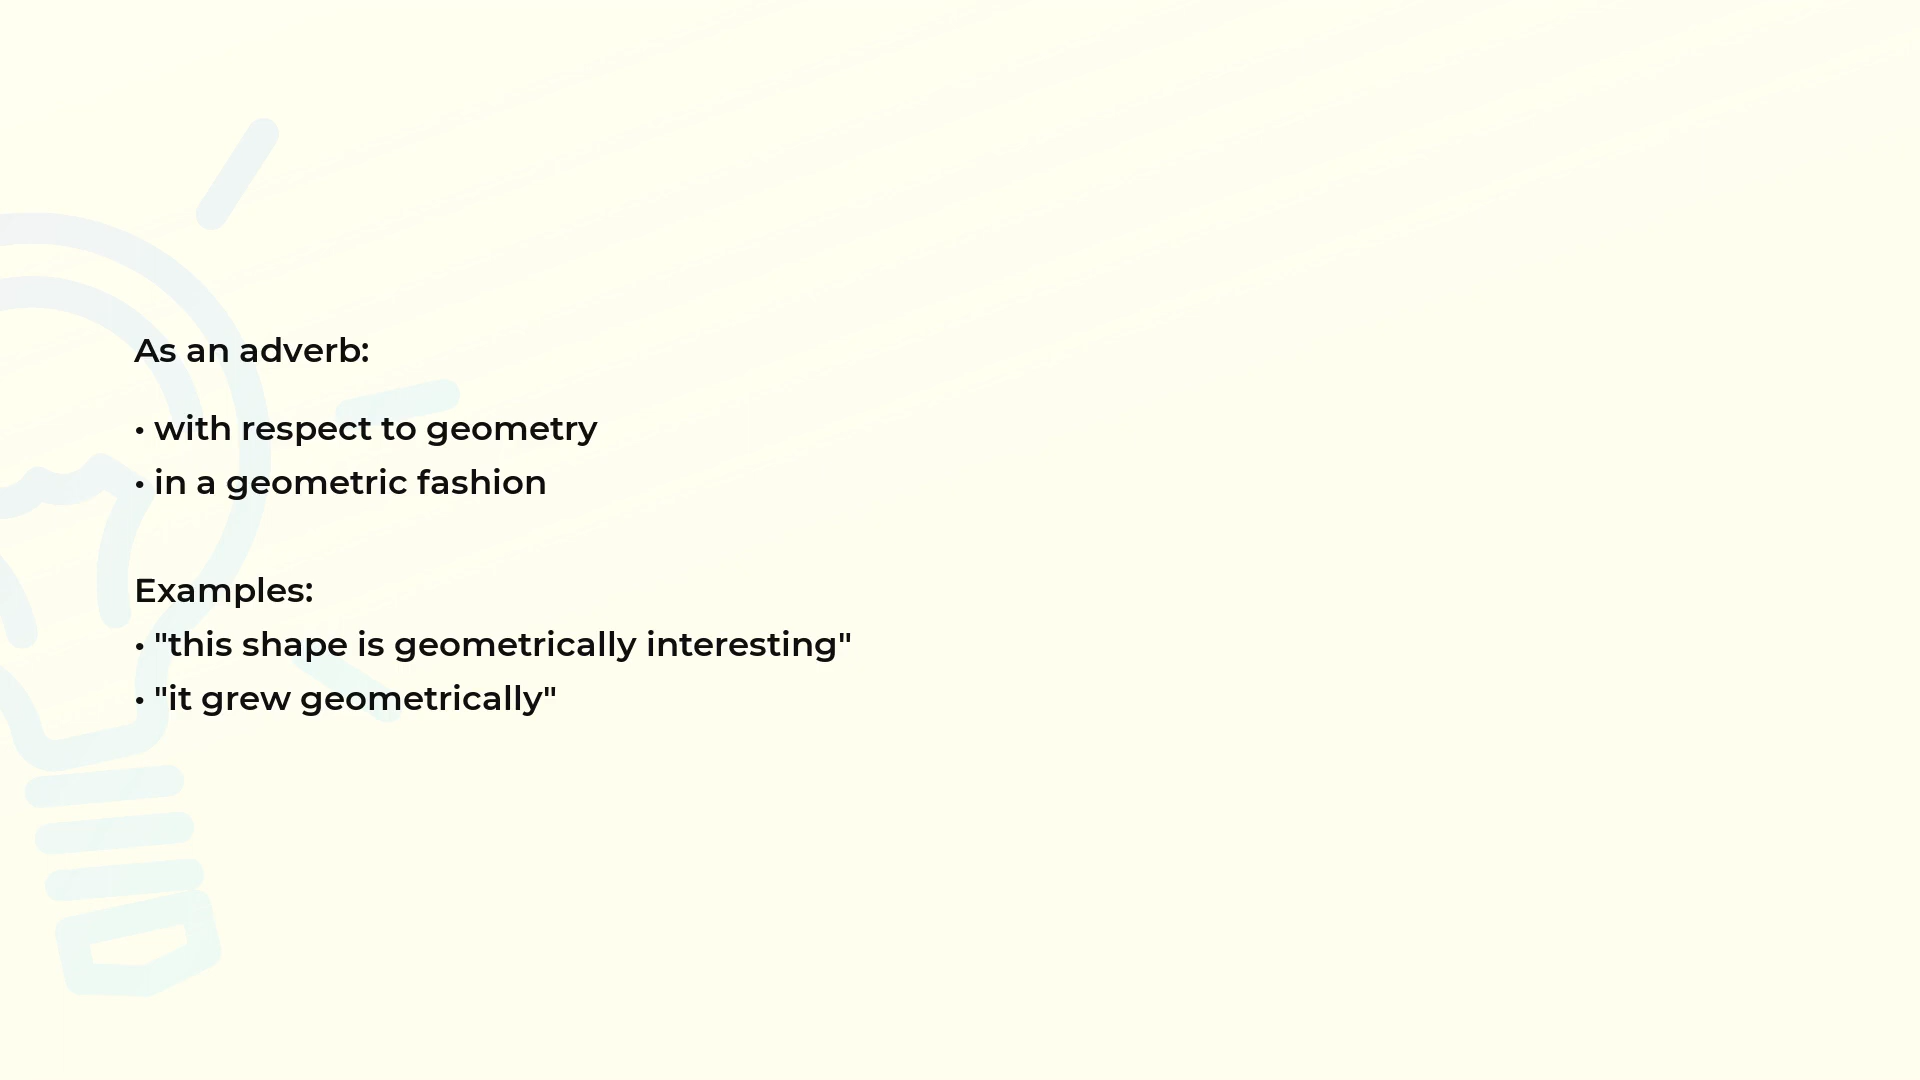 As an adverb:
• with respect to geometry
• in a geometric fashion
Examples:
• "this shape is geometrically interesting"
• "it grew geometrically"